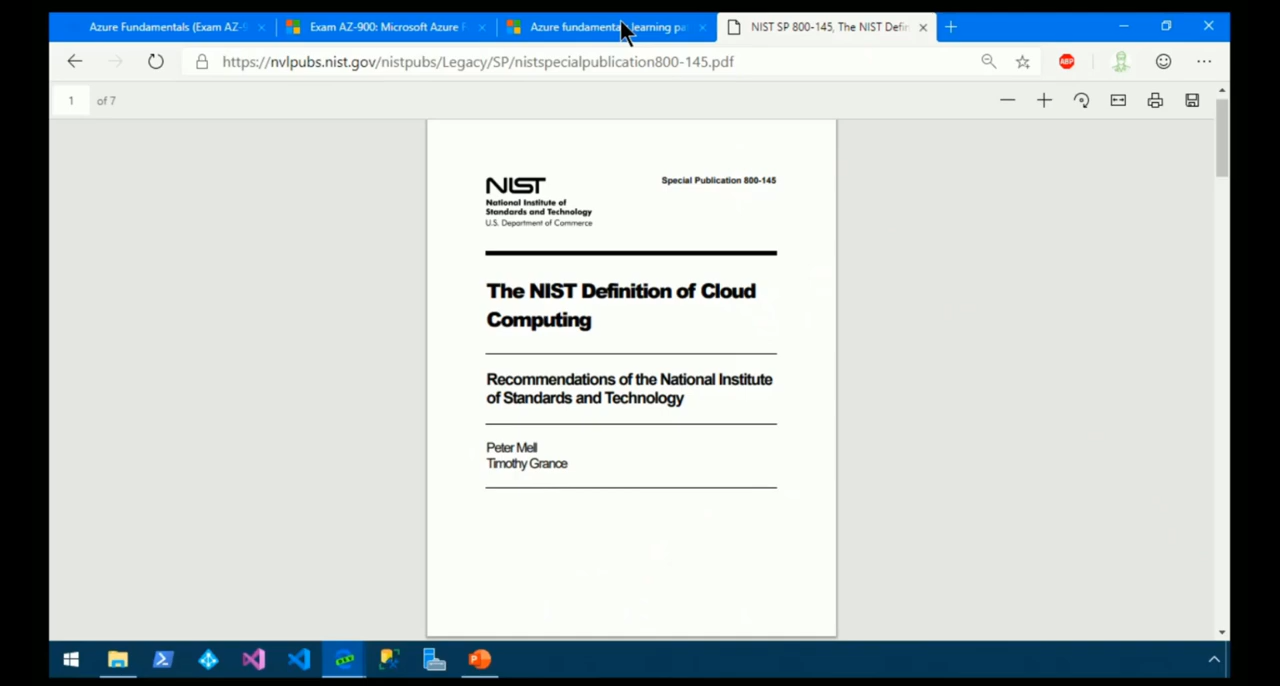 Azure Fundamentals (Exam AZ-9
Exam AZ-900: Microsoft Azure F
Azure fundamentals learning pa
NIST SP 800-145, The NIST Defin
https://nvlpubs.nist.gov/nistpubs/Legacy/SP/nistspecialpublication800-145.pdf
ABP
1 of 7
NIST
Special Publication 800-145
National Institute of
Standards and Technology
U.S. Department of Commerce
The NIST Definition of Cloud
Computing
Recommendations of the National Institute
of Standards and Technology
Peter Mell
Timothy Grance